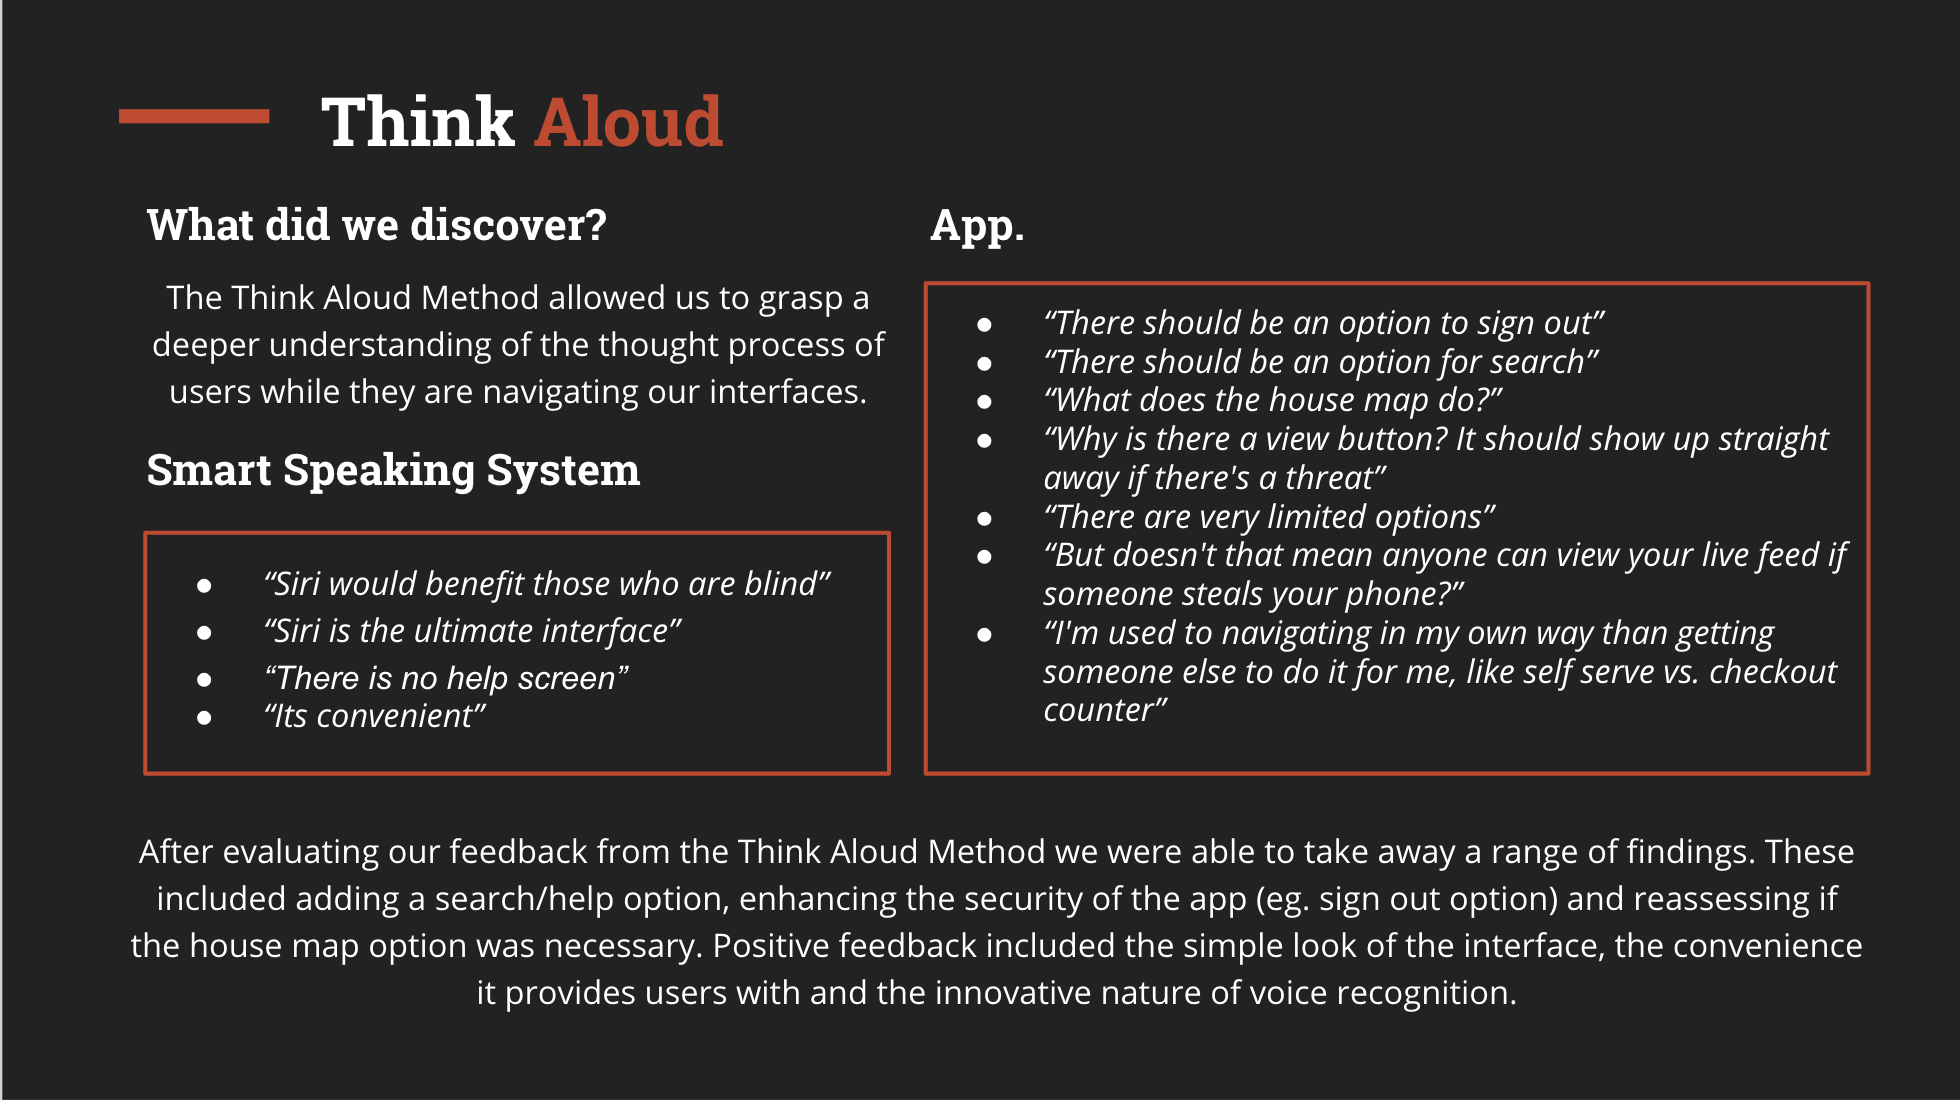 Think Aloud
What did we discover?
The Think Aloud Method allowed us to grasp a
deeper understanding of the thought process of
users while they are navigating our interfaces.
Smart Speaking System
● “Siri would benefit those who are blind”
● “Siri is the ultimate interface”
● “There is no help screen”
● “Its convenient”
App.
● “There should be an option to sign out”
● “There should be an option for search”
● “What does the house map do?”
● “Why is there a view button? It should show up straight
away if there's a threat”
● “There are very limited options”
● “But doesn't that mean anyone can view your live feed if
someone steals your phone?”
● “I'm used to navigating in my own way than getting
someone else to do it for me, like self serve vs. checkout
counter”
After evaluating our feedback from the Think Aloud Method we were able to take away a range of findings. These
included adding a search/help option, enhancing the security of the app (eg. sign out option) and reassessing if
the house map option was necessary. Positive feedback included the simple look of the interface, the convenience
it provides users with and the innovative nature of voice recognition.